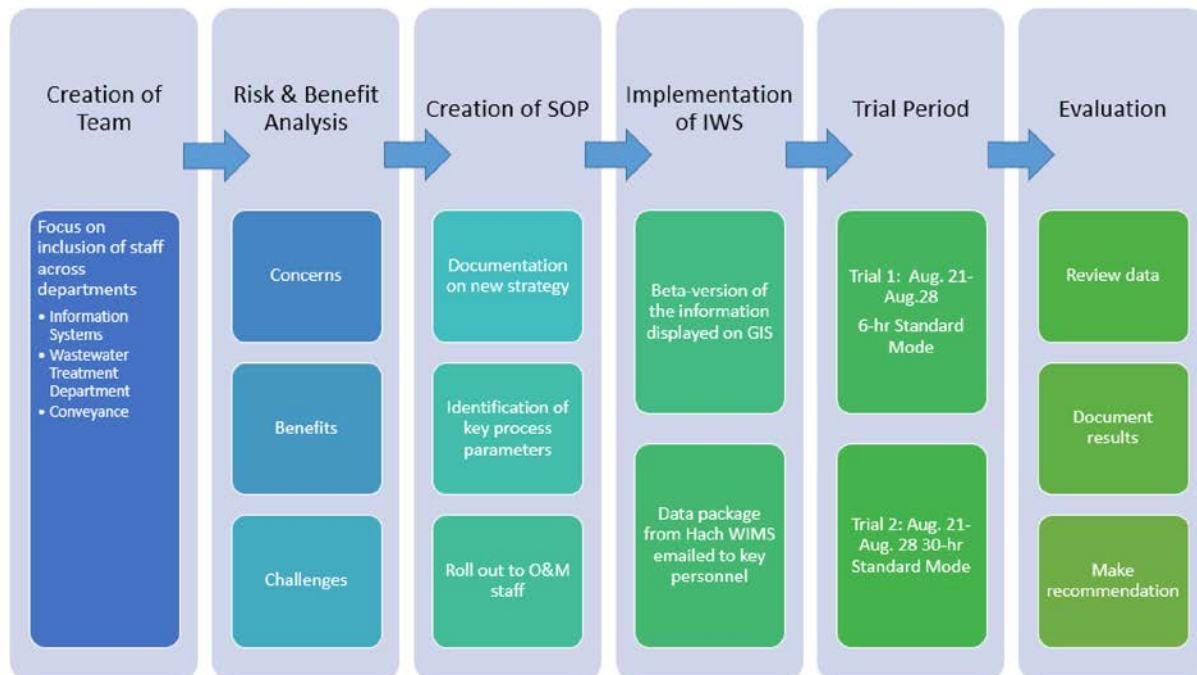 Creation of
Team
Focus on
inclusion of staff
across
departments
• Information
Systems
• Wastewater
Treatment
Department
• Conveyance
Risk & Benefit
Analysis
Concerns
Benefits
Challenges
Creation of SOP
Documentation
on new strategy
Identification of
key process
parameters
Roll out to O&M
staff
Implementation
of IWS
Beta-version of
the information
displayed on GIS
Data package
from Hach WIMS
emailed to key
personnel
Trial Period
Trial 1: Aug. 21-
Aug.28
6-hr Standard
Mode
Trial 2: Aug. 21-
Aug. 28 30-hr
Standard Mode
Evaluation
Review data
Document
results
Make
recommendation